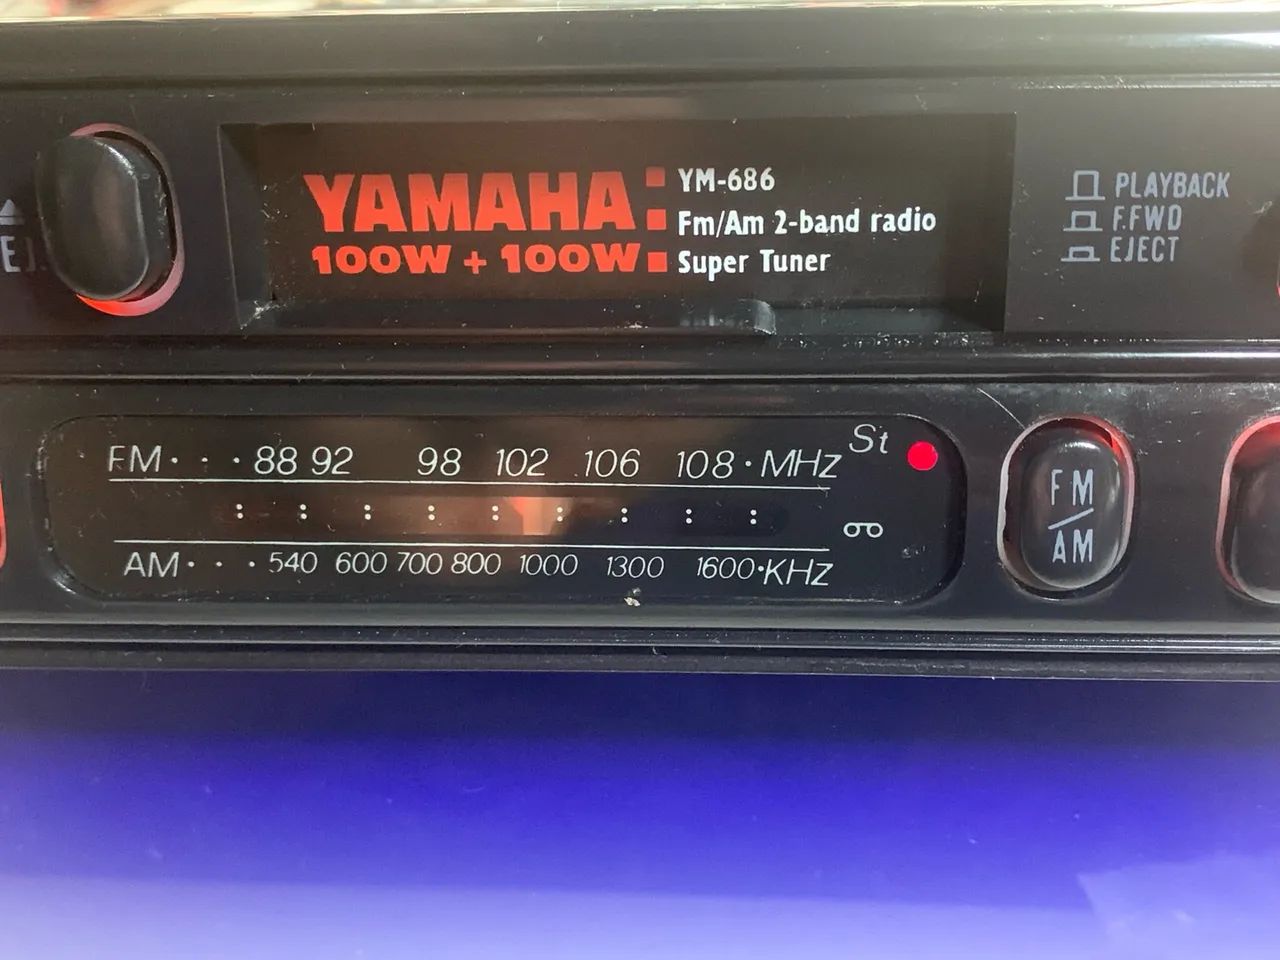 YAMAHA
100W + 100W
YM-686
Fm/Am 2-band radio
Super Tuner
PLAYBACK
F.FWD
EJECT
FM · · · 88 92 98 102 106 108 · MHz
St
AM · · · 540 600 700 800 1000 1300 1600 · KHz
FM/AM